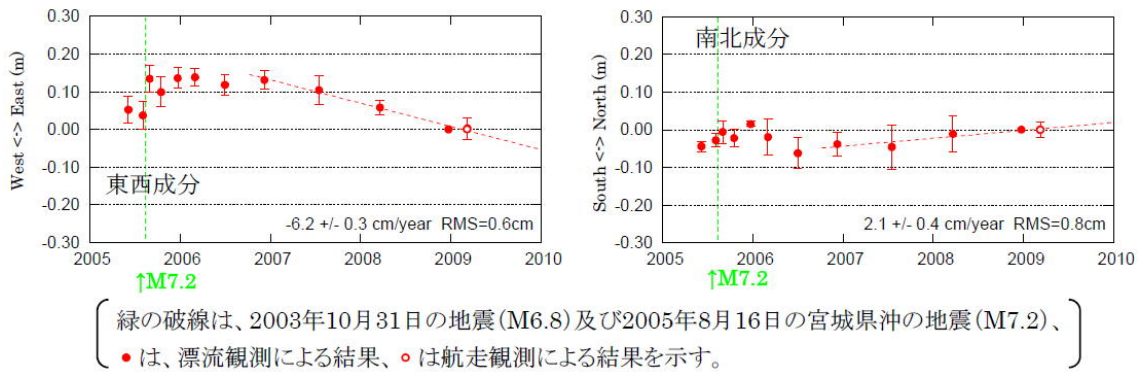 0.30
0.20
0.10
0.00
-0.10
-0.20
-0.30
West <-> East (m)
東西成分
-6.2 +/- 0.3 cm/year RMS=0.6cm
2005 2006 2007 2008 2009 2010
↑M7.2
0.30
0.20
0.10
0.00
-0.10
-0.20
-0.30
South <-> North (m)
南北成分
2.1 +/- 0.4 cm/year RMS=0.8cm
2005 2006 2007 2008 2009 2010
↑M7.2
緑の破線は、2003年10月31日の地震(M6.8)及び2005年8月16日の宮城県沖の地震(M7.2)、
● は、漂流観測による結果、○ は航走観測による結果を示す。